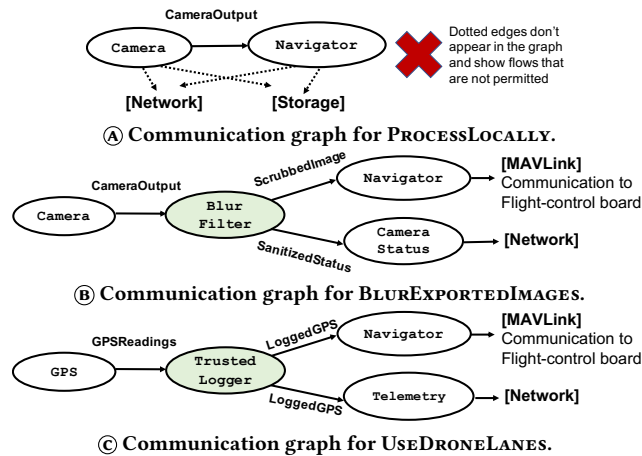 CameraOutput
Camera
Navigator
Dotted edges don't
appear in the graph
and show flows that
are not permitted
[Network]
[Storage]
Ⓐ Communication graph for PROCESSLOCALLY.
CameraOutput
Camera
Blur
Filter
ScrubbedImage
SanitizedStatus
Navigator
[MAVLink]
Communication to
Flight-control board
Camera
Status
[Network]
Ⓑ Communication graph for BLUREXPORTEDIMAGES.
GPSReadings
GPS
Trusted
Logger
LoggedGPS
LoggedGPS
Navigator
[MAVLink]
Communication to
Flight-control board
Telemetry
[Network]
Ⓒ Communication graph for USEDRONELANES.